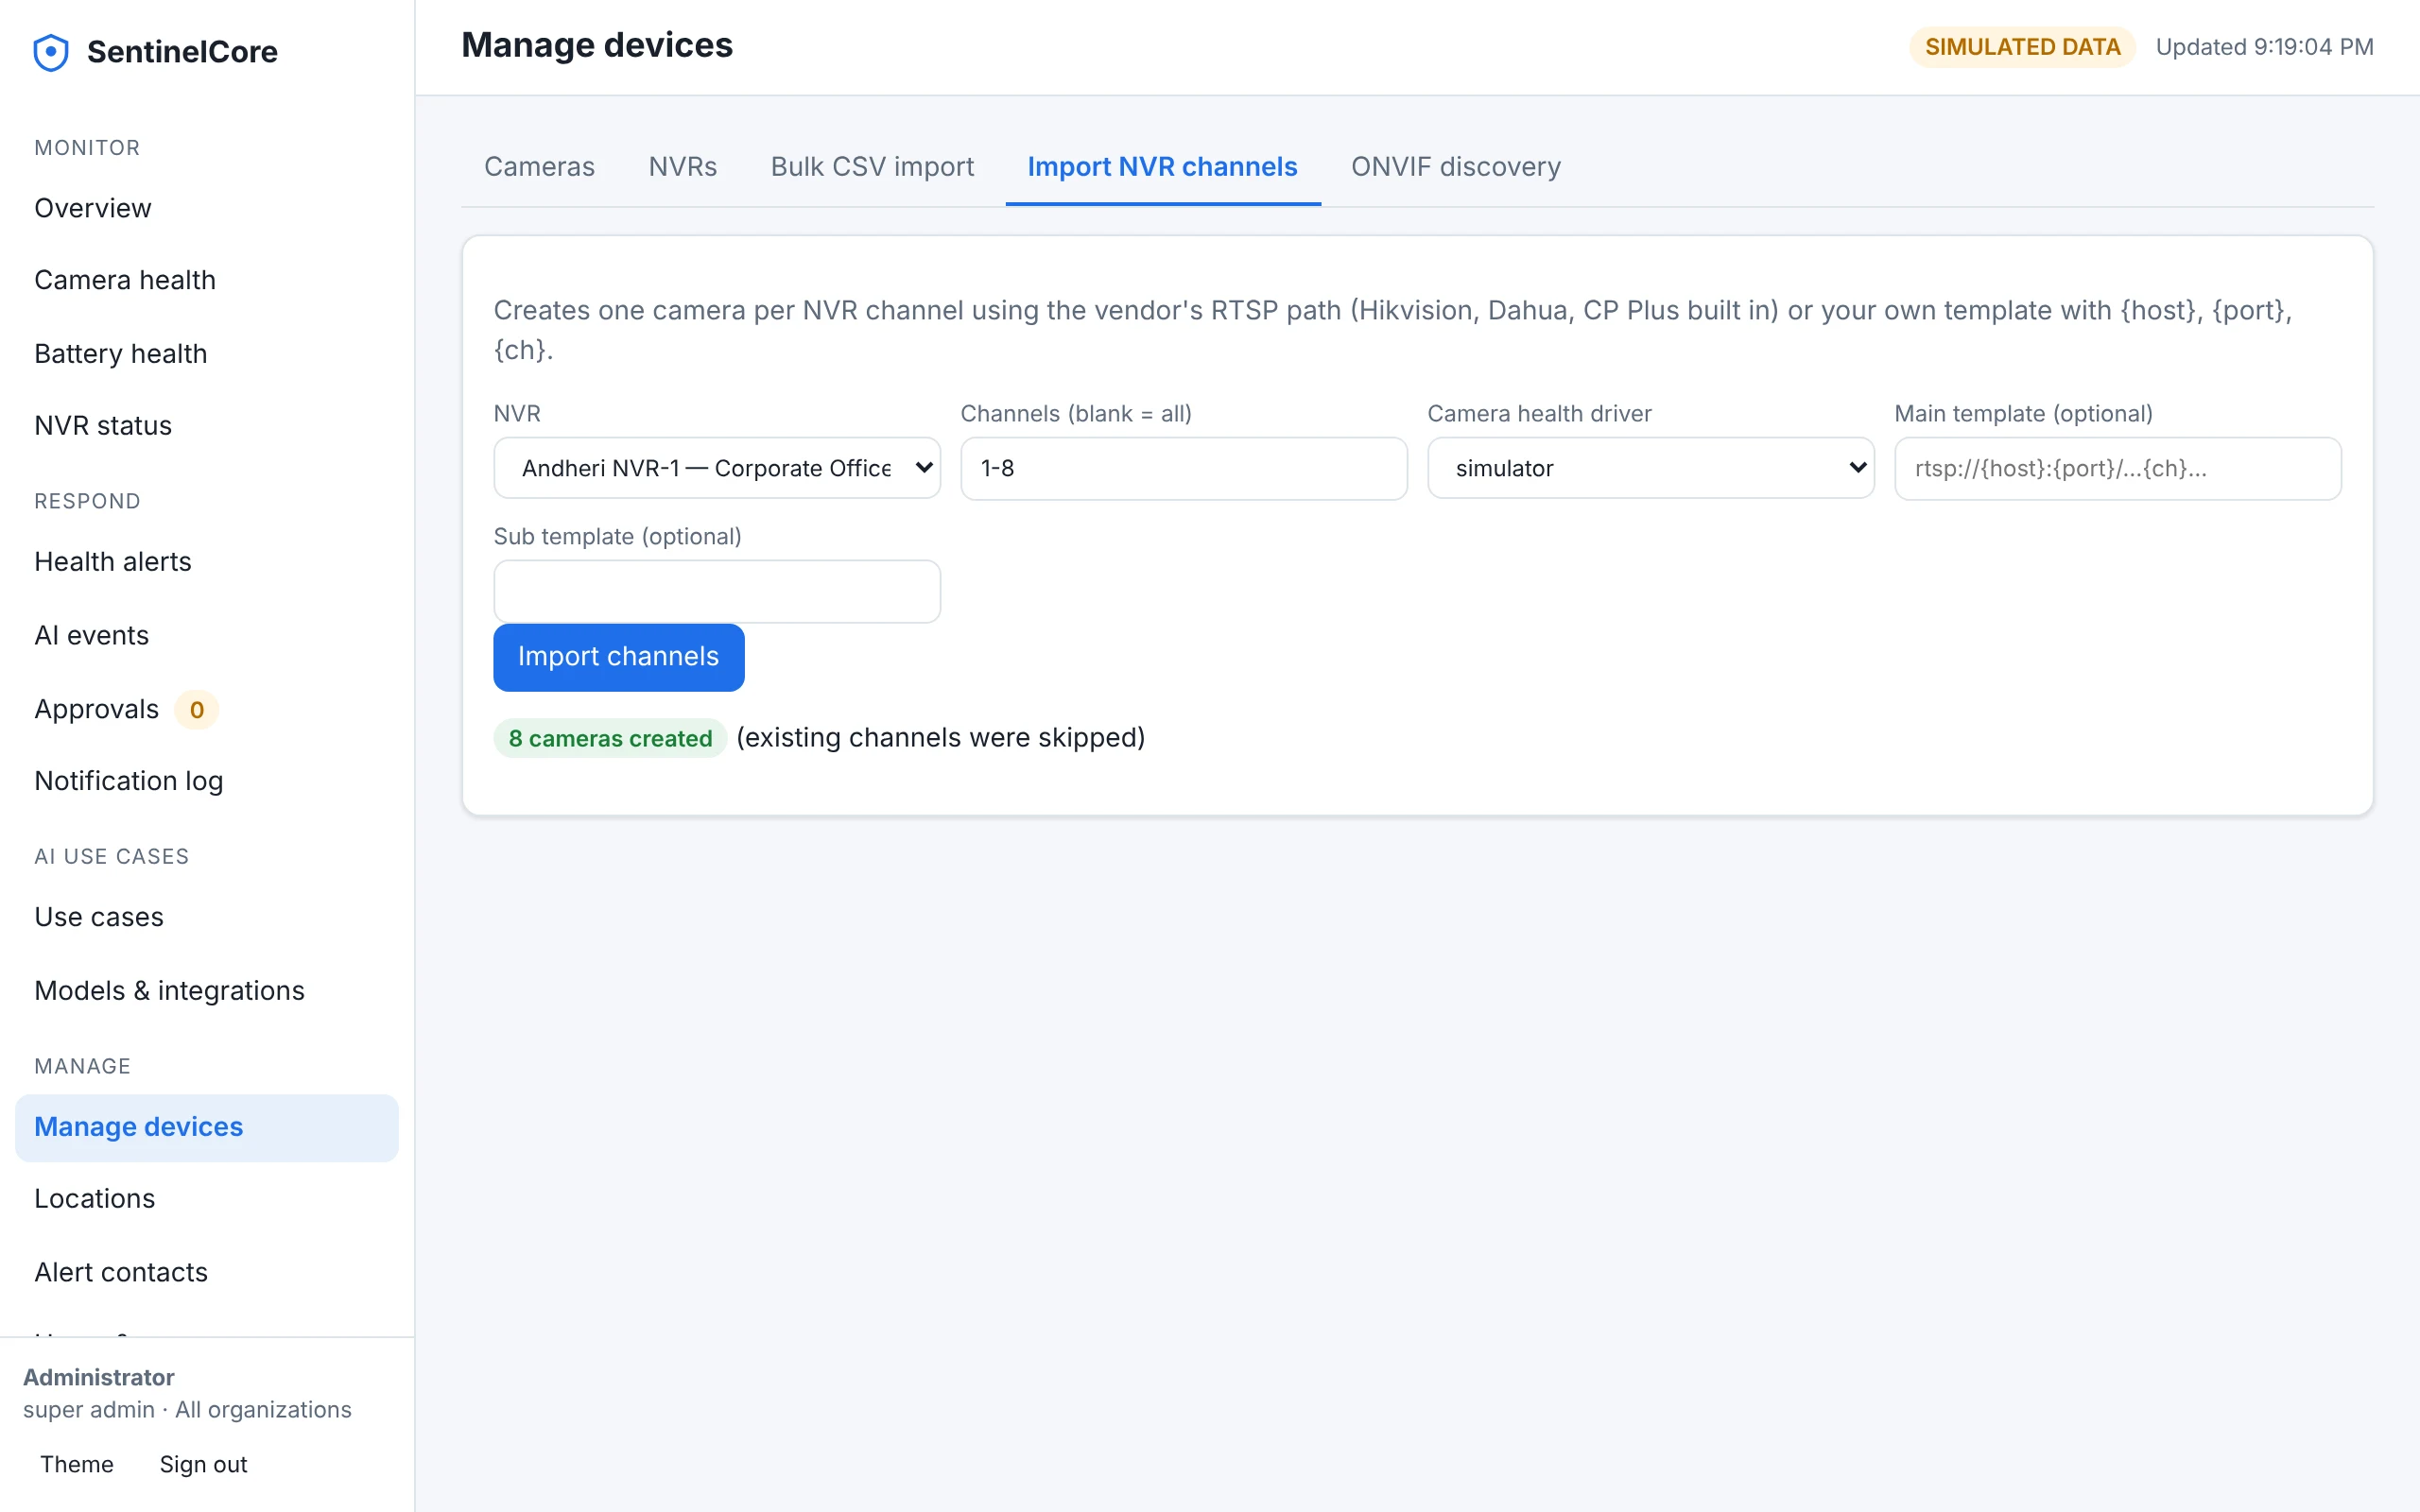 SentinelCore
MONITOR
Overview
Camera health
Battery health
NVR status
RESPOND
Health alerts
AI events
Approvals 0
Notification log
AI USE CASES
Use cases
Models & integrations
MANAGE
Manage devices
Locations
Alert contacts
Administrator
super admin · All organizations
Theme Sign out
Manage devices
SIMULATED DATA Updated 9:19:04 PM
Cameras NVRs Bulk CSV import Import NVR channels ONVIF discovery
Creates one camera per NVR channel using the vendor's RTSP path (Hikvision, Dahua, CP Plus built in) or your own template with {host}, {port},
{ch}.
NVR Channels (blank = all) Camera health driver Main template (optional)
Andheri NVR-1 — Corporate Office 1-8 simulator rtsp://{host}:{port}/...{ch}...
Sub template (optional)
Import channels
8 cameras created (existing channels were skipped)